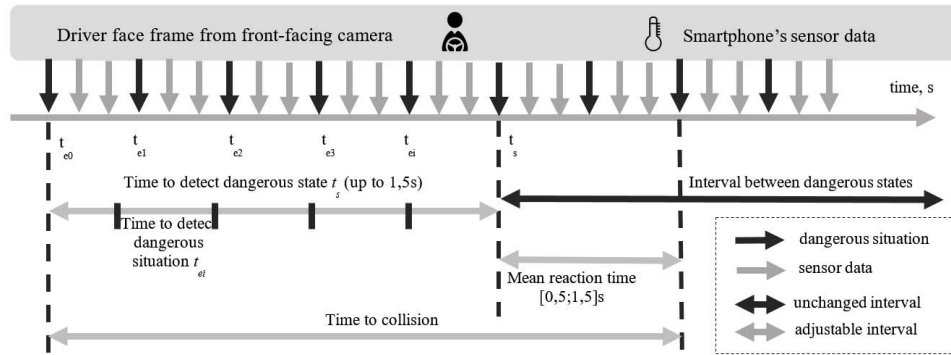 Driver face frame from front-facing camera
Smartphone's sensor data
time, s
t e0
t e1
t e2
t e3
t ei
t s
Time to detect dangerous state t s (up to 1,5s)
Interval between dangerous states
Time to detec
dangerous
situation t ei
dangerous situation
sensor data
Mean reaction time
[0,5;1,5]s
unchanged interval
Time to collision
adjustable interval